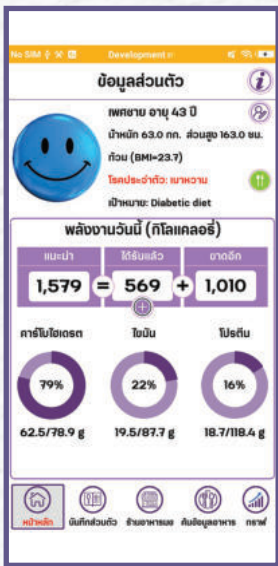 No SIM
Development
ข้อมูลส่วนตัว
i
เพศชาย อายุ 43 ปี
น้ำหนัก 63.0 กก. ส่วนสูง 163.0 ซม.
ท้วม (BMI=23.7)
โรคประจำตัว: เบาหวาน
เป้าหมาย: Diabetic diet
พลังงานวันนี้ (กิโลแคลอรี่)
แนะนำ ได้รับแล้ว ขาดอีก
1,579 = 569 + 1,010
+
คาร์โบไฮเดรต ไขมัน โปรตีน
79% 22% 16%
62.5/78.9 g 19.5/87.7 g 18.7/118.4 g
หน้าหลัก บันทึกส่วนตัว ร้านอาหารมข ค้นข้อมูลอาหาร กราฟ